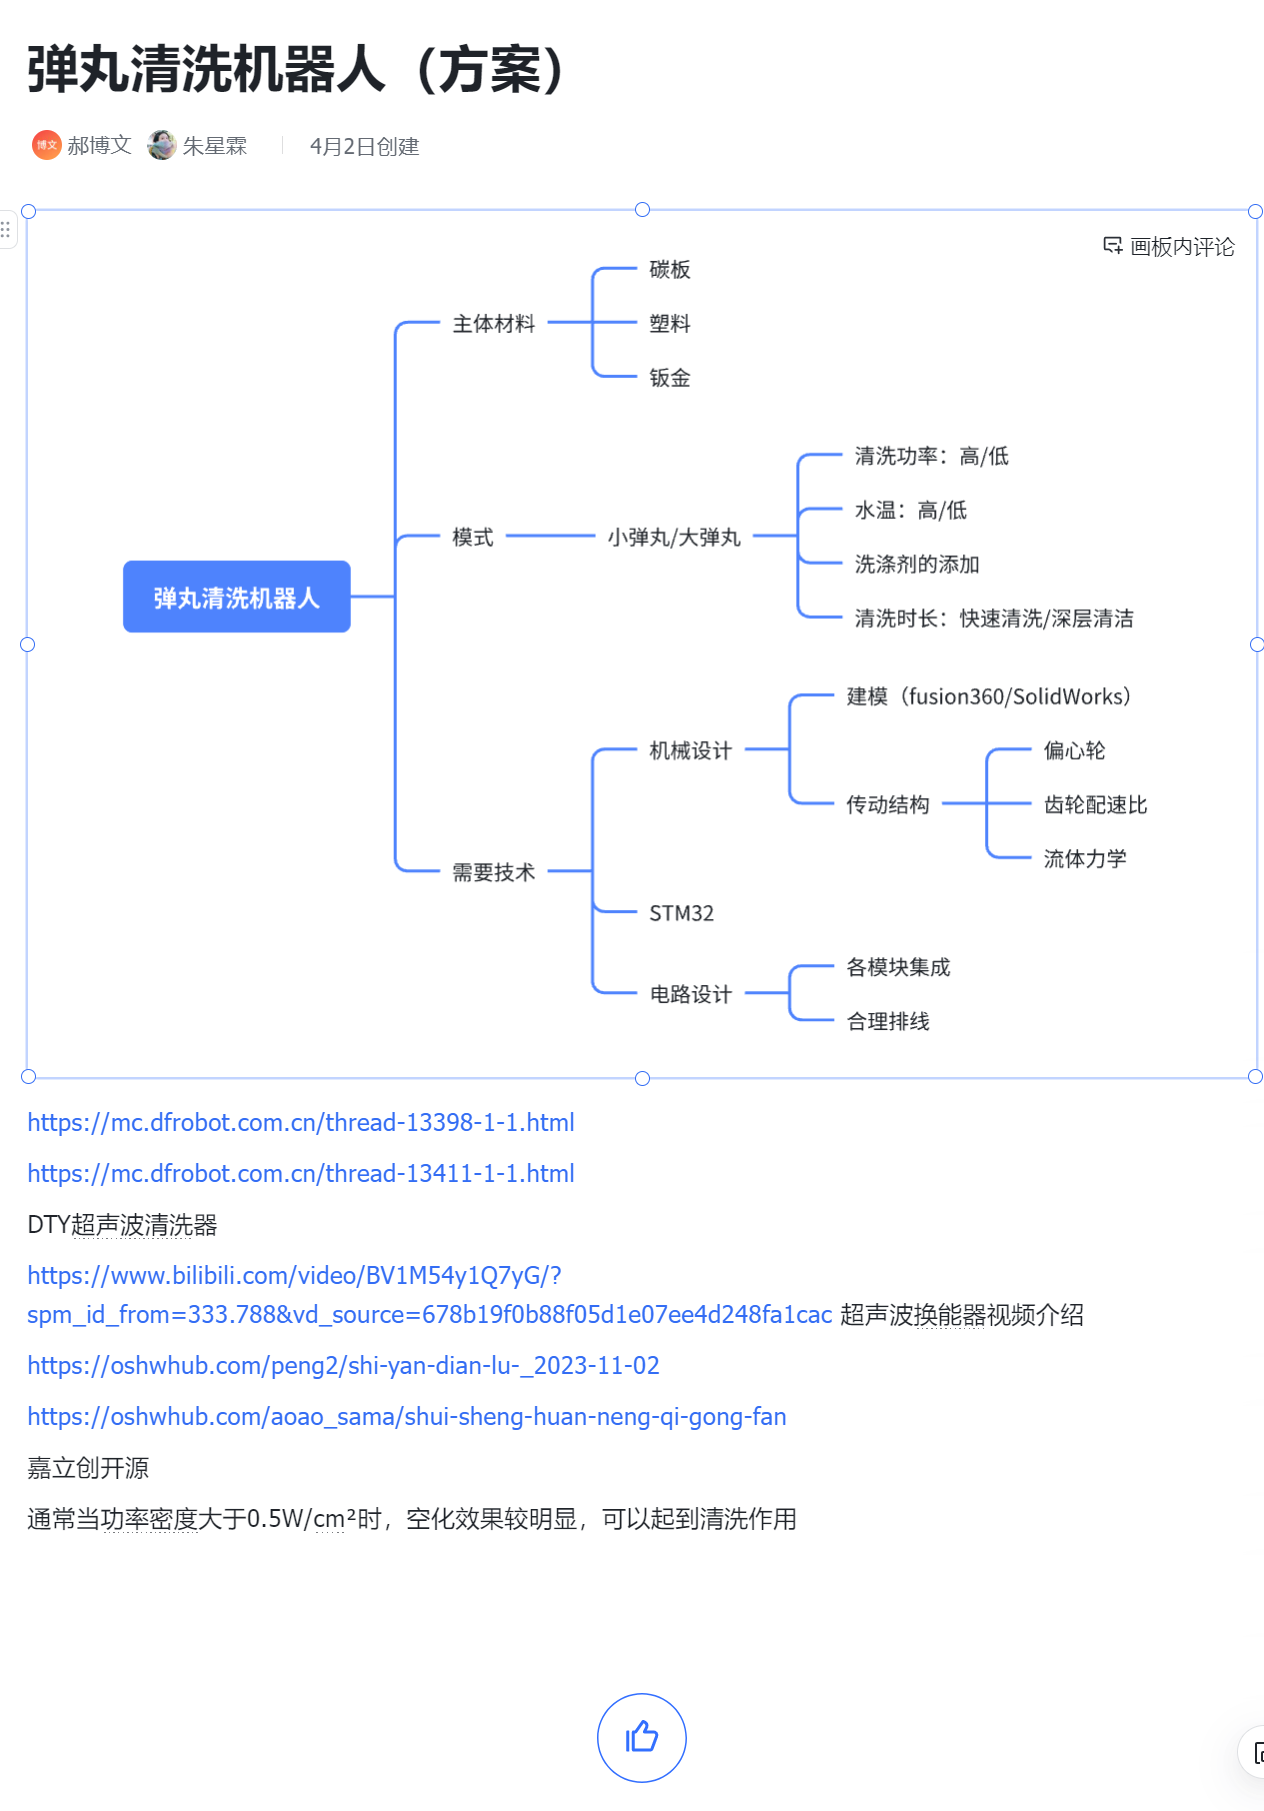 弹丸清洗机器人（方案）
博文 郝博文 朱星霖 4月2日创建
画板内评论
碳板
主体材料
塑料
钣金
清洗功率：高/低
水温：高/低
模式
小弹丸/大弹丸
洗涤剂的添加
弹丸清洗机器人
清洗时长：快速清洗/深层清洁
建模（fusion360/SolidWorks）
机械设计
偏心轮
传动结构
齿轮配速比
流体力学
需要技术
STM32
各模块集成
电路设计
合理排线
https://mc.dfrobot.com.cn/thread-13398-1-1.html
https://mc.dfrobot.com.cn/thread-13411-1-1.html
DTY超声波清洗器
https://www.bilibili.com/video/BV1M54y1Q7yG/?
spm_id_from=333.788&vd_source=678b19f0b88f05d1e07ee4d248fa1cac 超声波换能器视频介绍
https://oshwhub.com/peng2/shi-yan-dian-lu-_2023-11-02
https://oshwhub.com/aoao_sama/shui-sheng-huan-neng-qi-gong-fan
嘉立创开源
通常当功率密度大于0.5W/cm²时，空化效果较明显，可以起到清洗作用